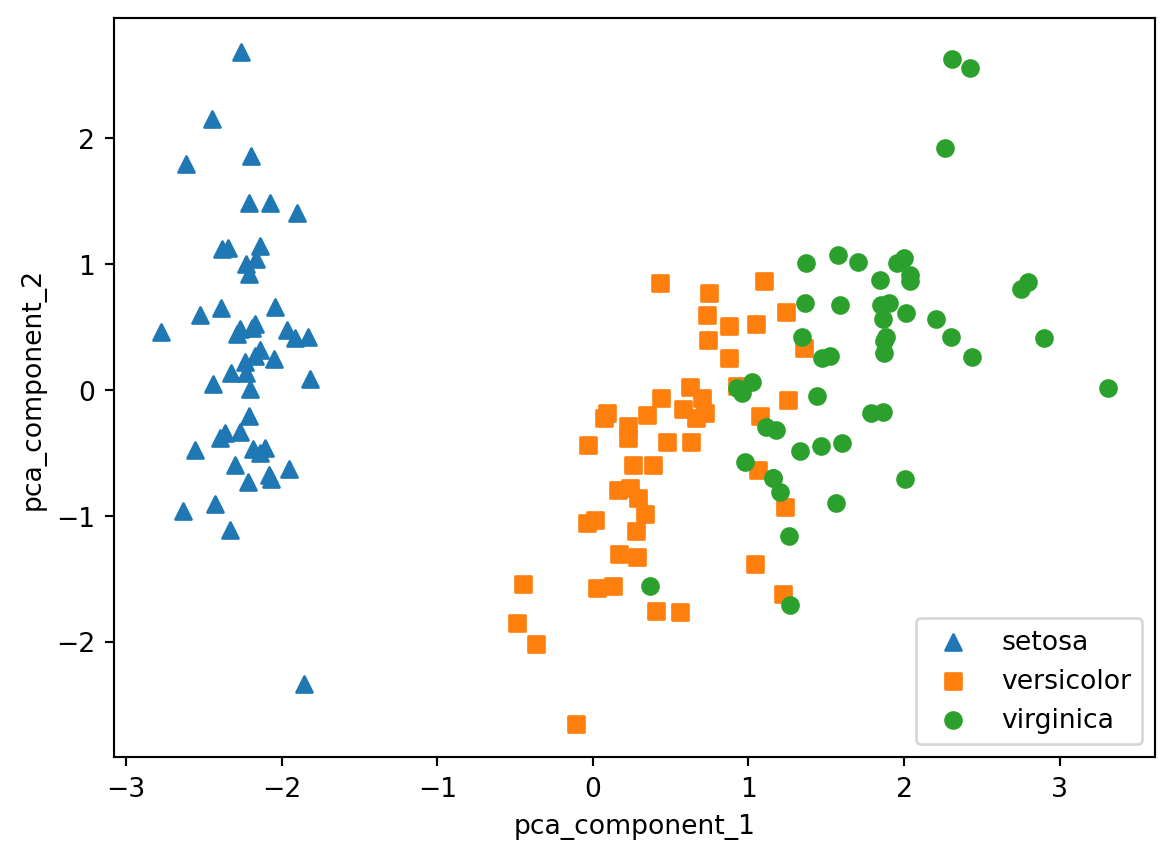 pca_component_2
2
1
0
−1
−2
−3
−2
−1
0
1
2
3
pca_component_1
setosa
versicolor
virginica